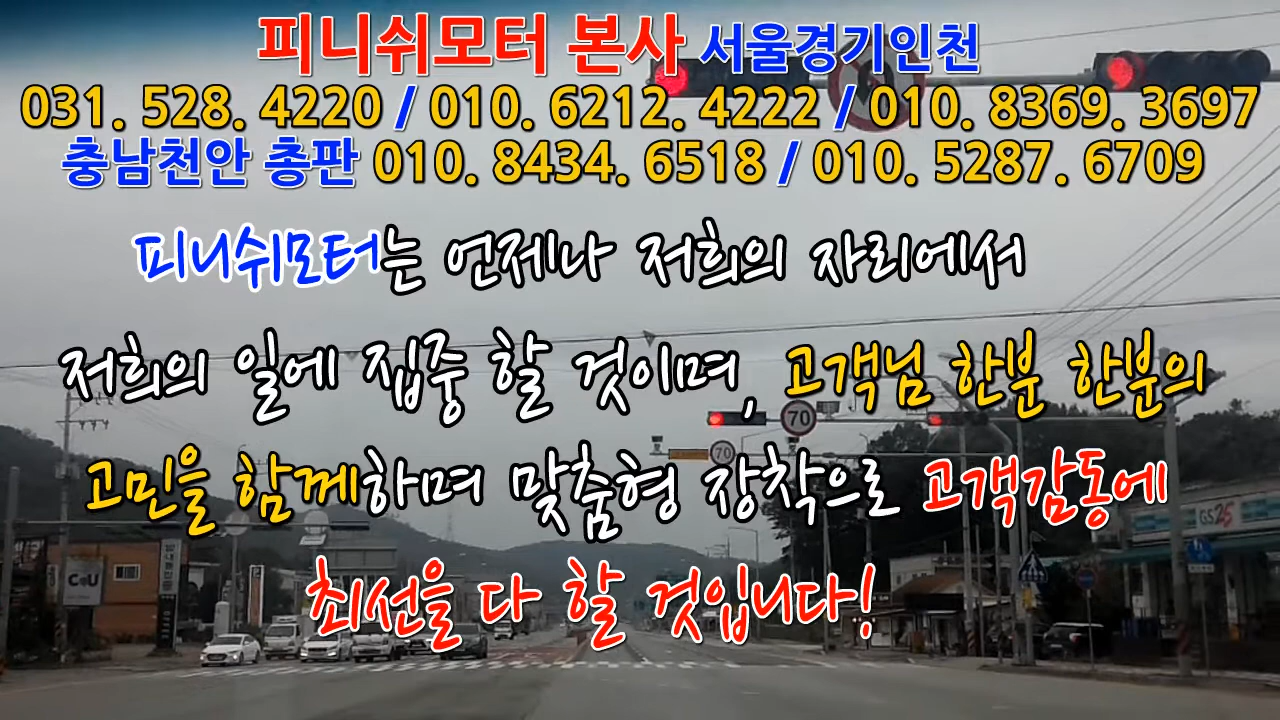 피니쉬모터 본사 서울경기인천
031. 528. 4220 / 010. 6212. 4222 / 010. 8369. 3697
충남천안 총판 010. 8434. 6518 / 010. 5287. 6709
피니쉬모터는 언제나 저희의 자리에서
저희의 일에 집중 할 것이며, 고객님 한분 한분의
고민을 함께하며 맞춤형 장착으로 고객감동에
최선을 다 할 것입니다!
70
70
GS25
CU